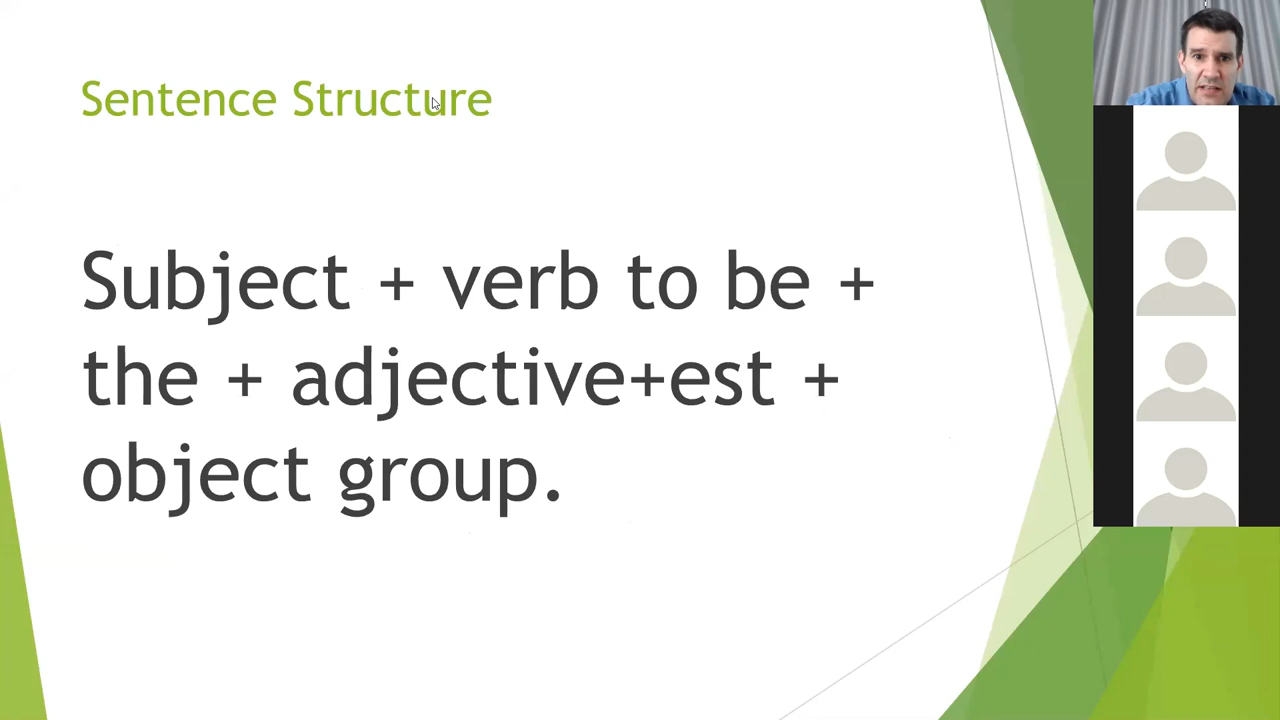 Sentence Structure
Subject + verb to be +
the + adjective+est +
object group.